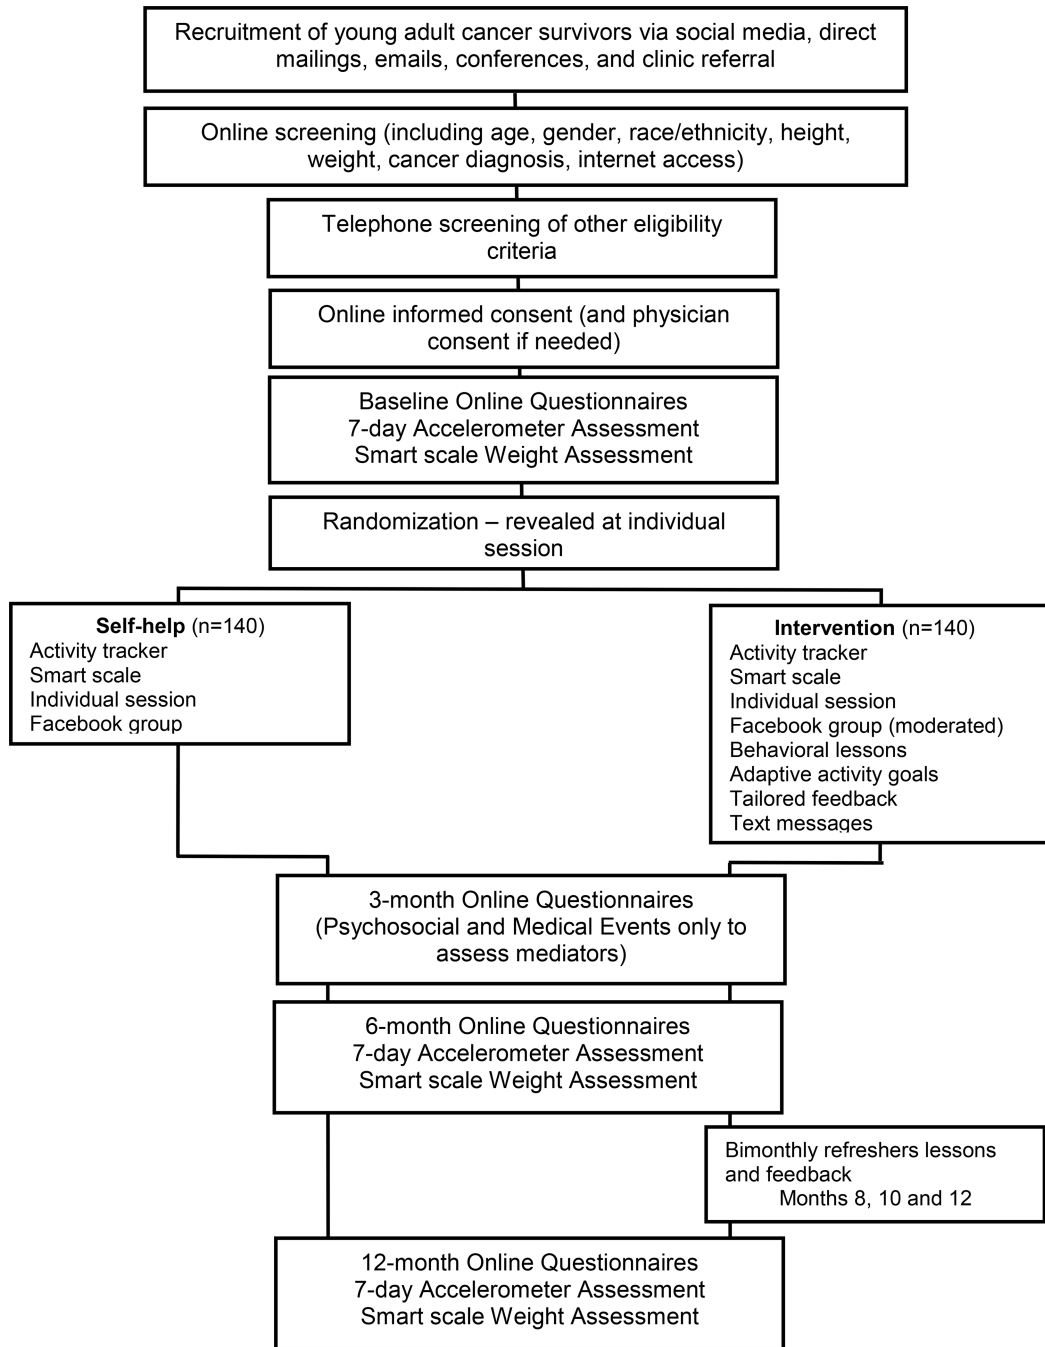 Recruitment of young adult cancer survivors via social media, direct
mailings, emails, conferences, and clinic referral
Online screening (including age, gender, race/ethnicity, height,
weight, cancer diagnosis, internet access)
Telephone screening of other eligibility
criteria
Online informed consent (and physician
consent if needed)
Baseline Online Questionnaires
7-day Accelerometer Assessment
Smart scale Weight Assessment
Randomization – revealed at individual
session
Self-help (n=140)
Activity tracker
Smart scale
Individual session
Facebook group
Intervention (n=140)
Activity tracker
Smart scale
Individual session
Facebook group (moderated)
Behavioral lessons
Adaptive activity goals
Tailored feedback
Text messages
3-month Online Questionnaires
(Psychosocial and Medical Events only to
assess mediators)
6-month Online Questionnaires
7-day Accelerometer Assessment
Smart scale Weight Assessment
Bimonthly refreshers lessons
and feedback
Months 8, 10 and 12
12-month Online Questionnaires
7-day Accelerometer Assessment
Smart scale Weight Assessment